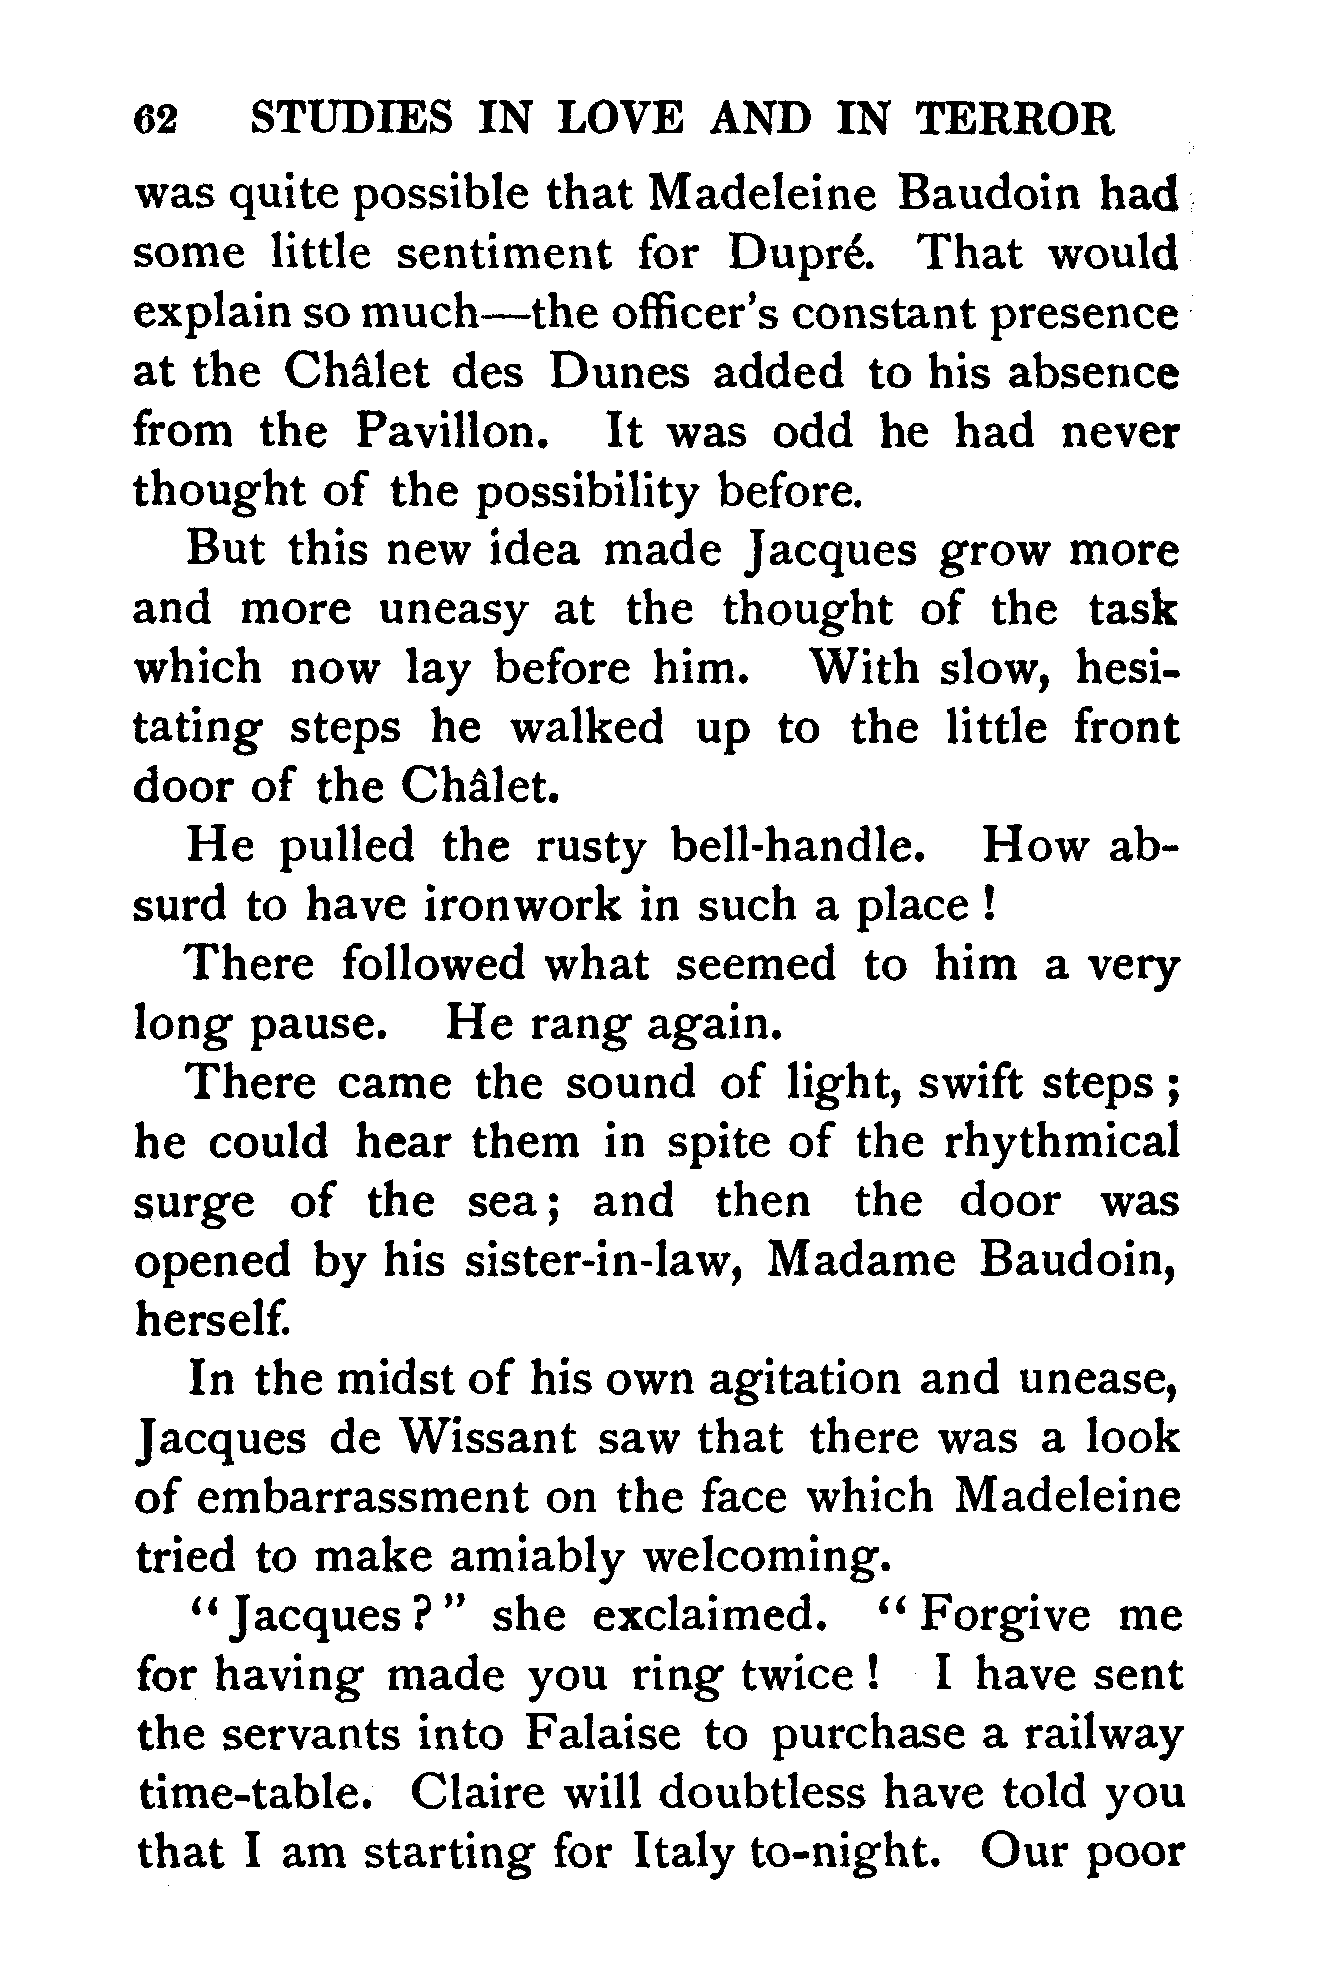 62 STUDIES IN LOVE AND IN TERROR
was quite possible that Madeleine Baudoin had
some little sentiment for Dupré. That would
explain so much—the officer's constant presence
at the Châlet des Dunes added to his absence
from the Pavillon. It was odd he had never
thought of the possibility before.
But this new idea made Jacques grow more
and more uneasy at the thought of the task
which now lay before him. With slow, hesi-
tating steps he walked up to the little front
door of the Châlet.
He pulled the rusty bell-handle. How ab-
surd to have ironwork in such a place !
There followed what seemed to him a very
long pause. He rang again.
There came the sound of light, swift steps ;
he could hear them in spite of the rhythmical
surge of the sea ; and then the door was
opened by his sister-in-law, Madame Baudoin,
herself.
In the midst of his own agitation and unease,
Jacques de Wissant saw that there was a look
of embarrassment on the face which Madeleine
tried to make amiably welcoming.
“ Jacques ? ” she exclaimed. “ Forgive me
for having made you ring twice ! I have sent
the servants into Falaise to purchase a railway
time-table. Claire will doubtless have told you
that I am starting for Italy to-night. Our poor